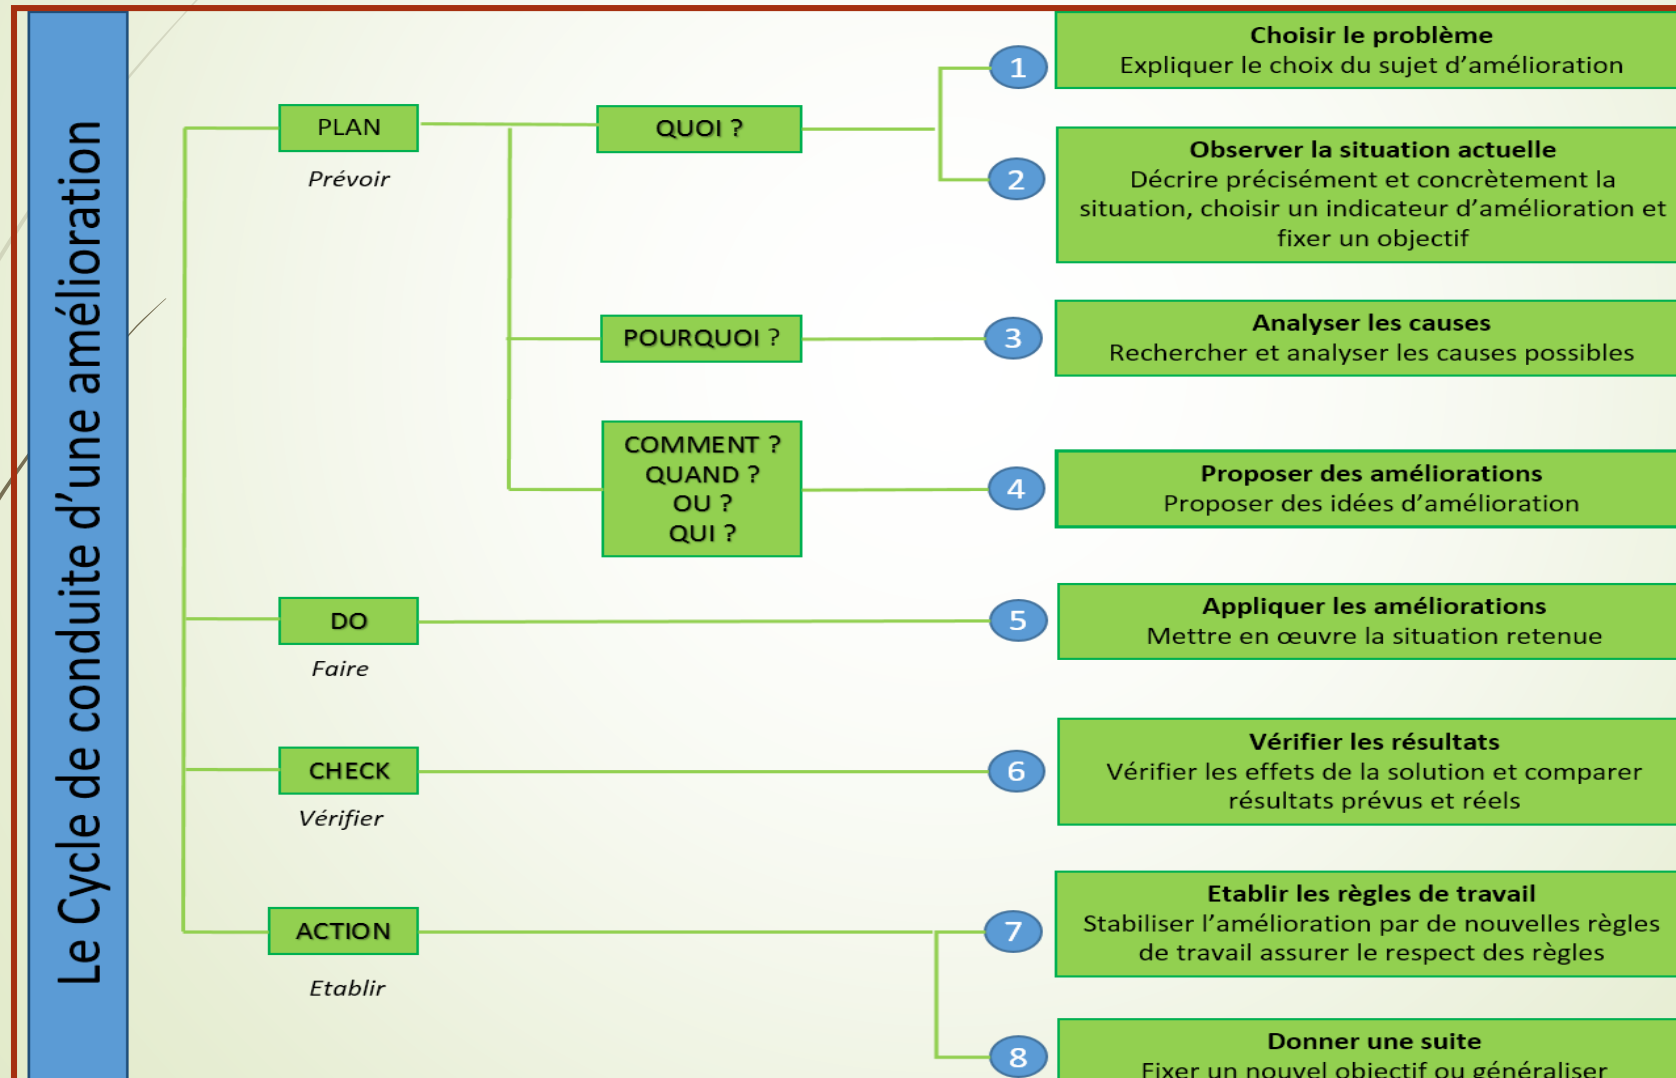 Le Cycle de conduite d’une amélioration
PLAN
Prévoir
QUOI ?
1
Choisir le problème
Expliquer le choix du sujet d’amélioration
2
Observer la situation actuelle
Décrire précisément et concrètement la
situation, choisir un indicateur d’amélioration et
fixer un objectif
POURQUOI ?
3
Analyser les causes
Rechercher et analyser les causes possibles
COMMENT ?
QUAND ?
OU ?
QUI ?
4
Proposer des améliorations
Proposer des idées d’amélioration
DO
Faire
5
Appliquer les améliorations
Mettre en œuvre la situation retenue
CHECK
Vérifier
6
Vérifier les résultats
Vérifier les effets de la solution et comparer
résultats prévus et réels
ACTION
Etablir
7
Etablir les règles de travail
Stabiliser l’amélioration par de nouvelles règles
de travail assurer le respect des règles
8
Donner une suite
Fixer un nouvel objectif ou généraliser